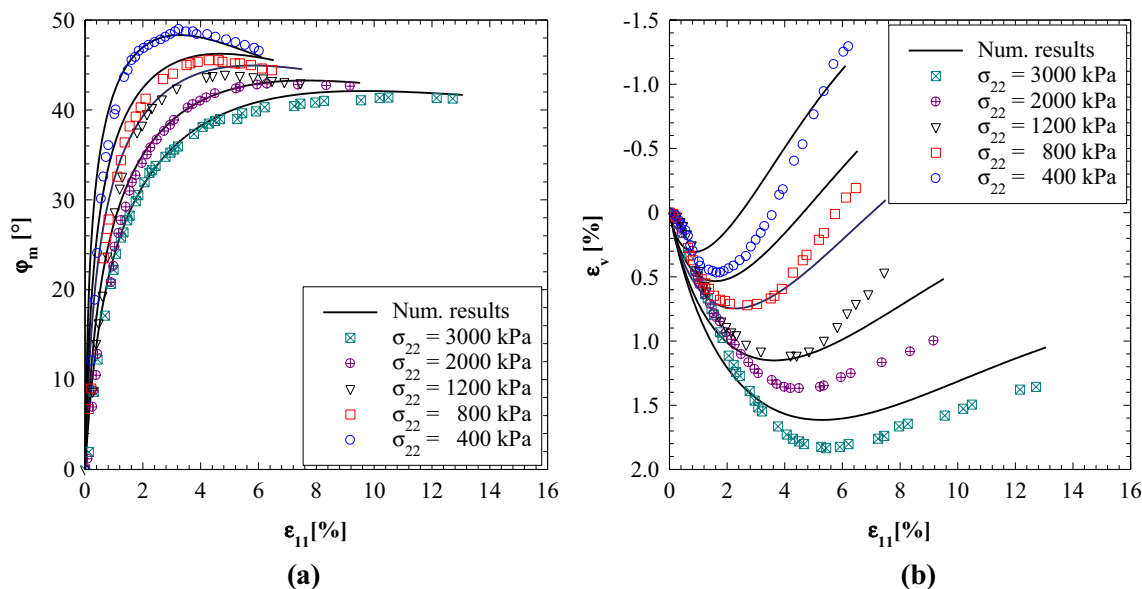 (a)
50
40
30
20
10
0
φm [°]
Num. results
σ22 = 3000 kPa
σ22 = 2000 kPa
σ22 = 1200 kPa
σ22 = 800 kPa
σ22 = 400 kPa
0 2 4 6 8 10 12 14 16
ε11[%]
(a)
(b)
-1.5
-1.0
-0.5
0
0.5
1.0
1.5
2.0
εv [%]
Num. results
σ22 = 3000 kPa
σ22 = 2000 kPa
σ22 = 1200 kPa
σ22 = 800 kPa
σ22 = 400 kPa
0 2 4 6 8 10 12 14 16
ε11[%]
(b)